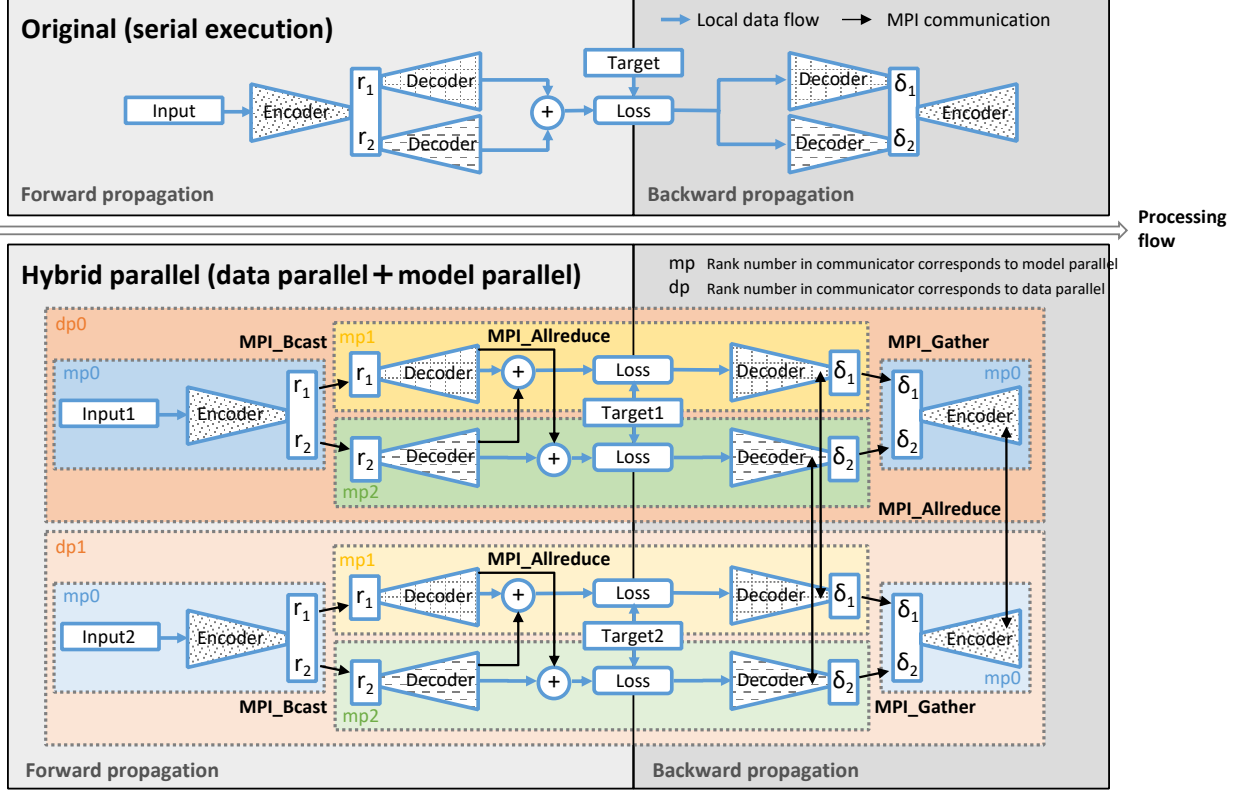 Original (serial execution)
Local data flow
MPI communication
Input
Encoder
r1
r2
Decoder
Decoder
+
Target
Loss
Decoder
Decoder
δ1
δ2
Encoder
Forward propagation
Backward propagation
Processing
flow
Hybrid parallel (data parallel+model parallel)
mp Rank number in communicator corresponds to model parallel
dp Rank number in communicator corresponds to data parallel
dp0
MPI_Bcast
mp1
MPI_Allreduce
MPI_Gather
mp0
mp0
Input1
Encoder
r1
r2
r1
Decoder
+
Loss
Decoder
δ1
Target1
r2
Decoder
+
Loss
Decoder
δ2
δ1
δ2
Encoder
mp2
MPI_Allreduce
dp1
mp1
MPI_Allreduce
mp0
Input2
Encoder
r1
r2
r1
Decoder
+
Loss
Decoder
δ1
Target2
r2
Decoder
+
Loss
Decoder
δ2
δ1
δ2
Encoder
mp0
MPI_Bcast
mp2
MPI_Gather
Forward propagation
Backward propagation